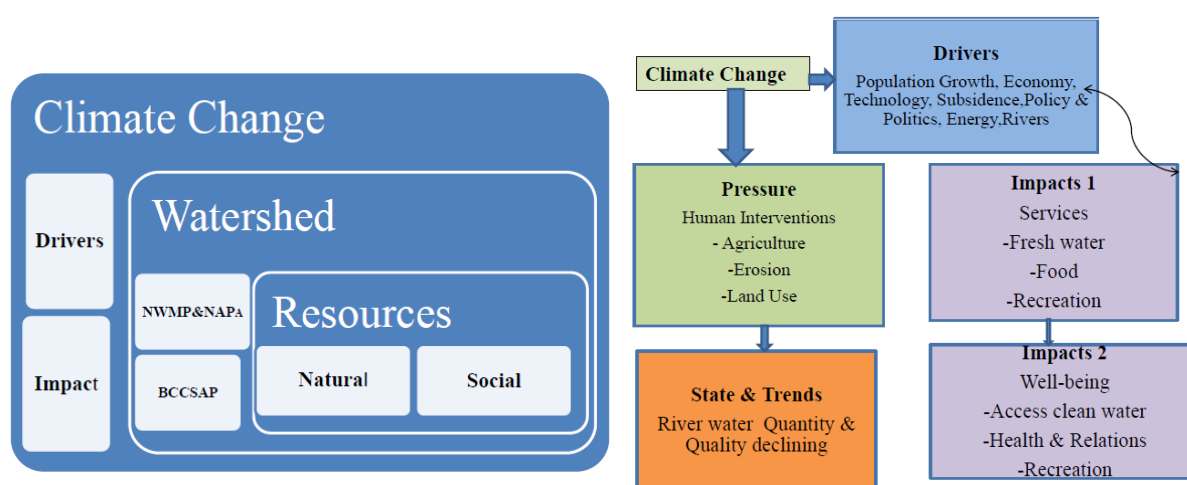 Climate Change
Watershed
Drivers
NWMP&NAPA
Resources
Impact
BCCSAP
Natural
Social
Climate Change
Drivers
Population Growth, Economy,
Technology, Subsidence,Policy &
Politics, Energy,Rivers
Pressure
Human Interventions
- Agriculture
-Erosion
-Land Use
Impacts 1
Services
-Fresh water
-Food
-Recreation
State & Trends
River water Quantity &
Quality declining
Impacts 2
Well-being
-Access clean water
-Health & Relations
-Recreation